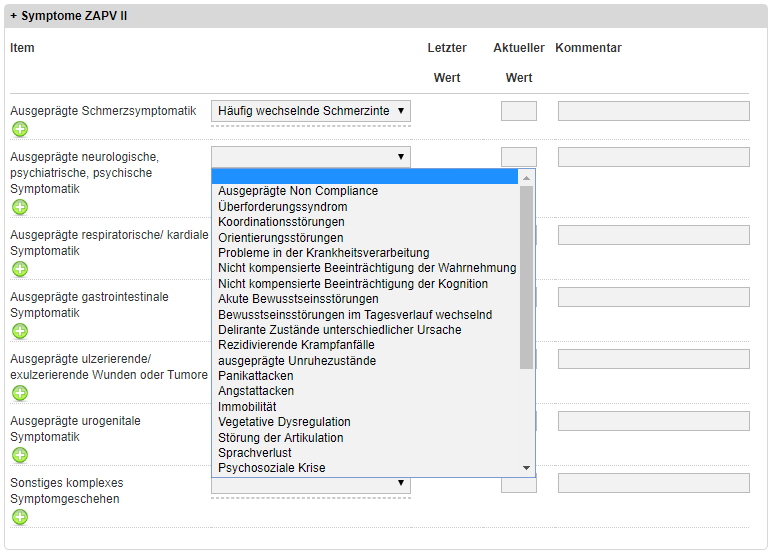 + Symptome ZAPV II
Item
Letzter
Wert
Aktueller
Wert
Kommentar
Ausgeprägte Schmerzsymptomatik
Häufig wechselnde Schmerzinte
Ausgeprägte neurologische,
psychiatrische, psychische
Symptomatik
Ausgeprägte Non Compliance
Überforderungssyndrom
Koordinationsstörungen
Orientierungsstörungen
Probleme in der Krankheitsverarbeitung
Nicht kompensierte Beeinträchtigung der Wahrnehmung
Nicht kompensierte Beeinträchtigung der Kognition
Akute Bewusstseinsstörungen
Bewusstseinsstörungen im Tagesverlauf wechselnd
Delirante Zustände unterschiedlicher Ursache
Rezidivierende Krampfanfälle
ausgeprägte Unruhezustände
Panikattacken
Angstattacken
Immobilität
Vegetative Dysregulation
Störung der Artikulation
Sprachverlust
Psychosoziale Krise
Ausgeprägte respiratorische/ kardiale
Symptomatik
Ausgeprägte gastrointestinale
Symptomatik
Ausgeprägte ulzerierende/
exulzerierende Wunden oder Tumore
Ausgeprägte urogenitale
Symptomatik
Sonstiges komplexes
Symptomgeschehen